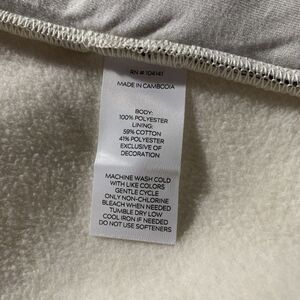 RN # 104141
MADE IN CAMBODIA
BODY:
100% POLYESTER
LINING:
59% COTTON
41% POLYESTER
EXCLUSIVE OF
DECORATION
MACHINE WASH COLD
WITH LIKE COLORS
GENTLE CYCLE
ONLY NON-CHLORINE
BLEACH WHEN NEEDED
TUMBLE DRY LOW
COOL IRON IF NEEDED
DO NOT USE SOFTENERS